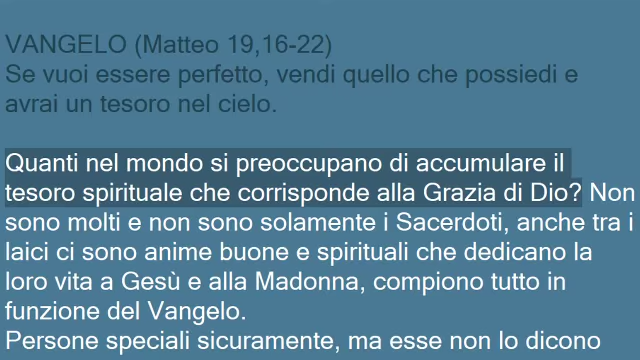 VANGELO (Matteo 19,16-22)
Se vuoi essere perfetto, vendi quello che possiedi e
avrai un tesoro nel cielo.
Quanti nel mondo si preoccupano di accumulare il
tesoro spirituale che corrisponde alla Grazia di Dio? Non
sono molti e non sono solamente i Sacerdoti, anche tra i
laici ci sono anime buone e spirituali che dedicano la
loro vita a Gesù e alla Madonna, compiono tutto in
funzione del Vangelo.
Persone speciali sicuramente, ma esse non lo dicono